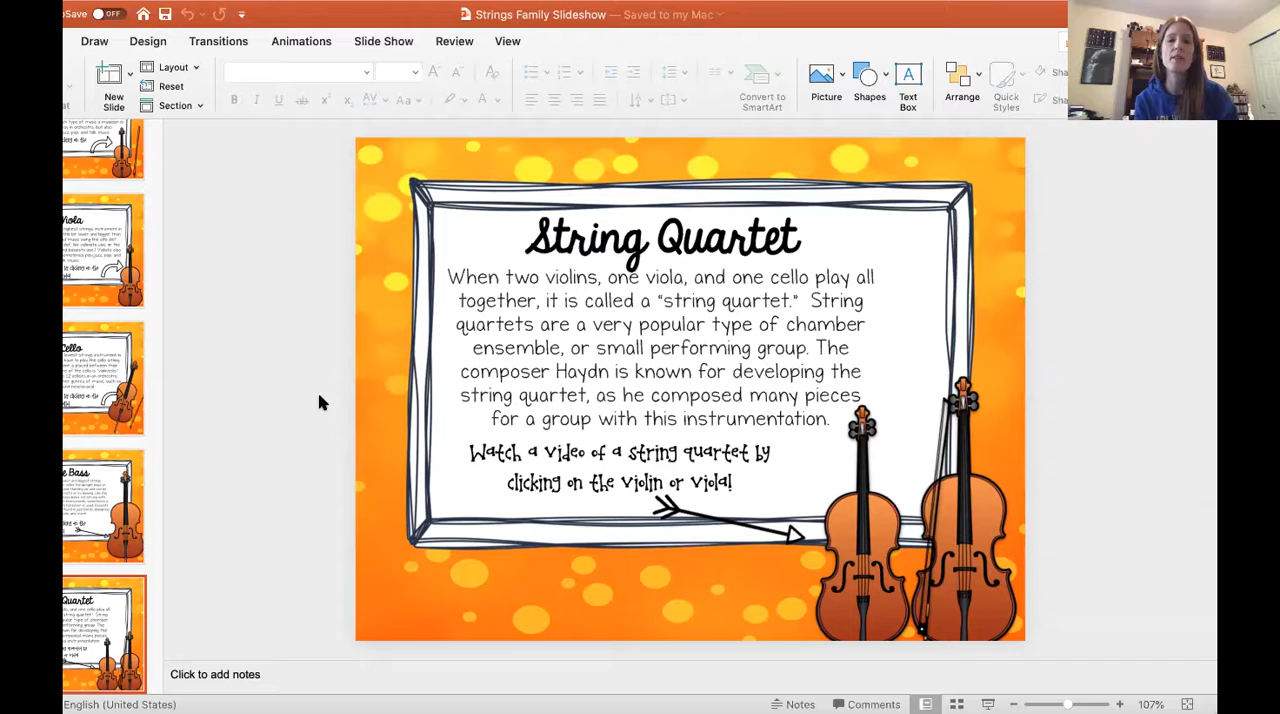 Save OFF
Strings Family Slideshow — Saved to my Mac
Draw Design Transitions Animations Slide Show Review View
New Slide
Layout
Reset
Section
Convert to SmartArt
Picture
Shapes
Text Box
Arrange
Quick Styles
Sha
Sha
Viola
Cello
Bass
Quartet
String Quartet
When two violins, one viola, and one cello play all
together, it is called a “string quartet.” String
quartets are a very popular type of chamber
ensemble, or small performing group. The
composer Haydn is known for developing the
string quartet, as he composed many pieces
for a group with this instrumentation.
Watch a video of a string quartet by
clicking on the violin or viola!
Click to add notes
English (United States)
Notes
Comments
107%